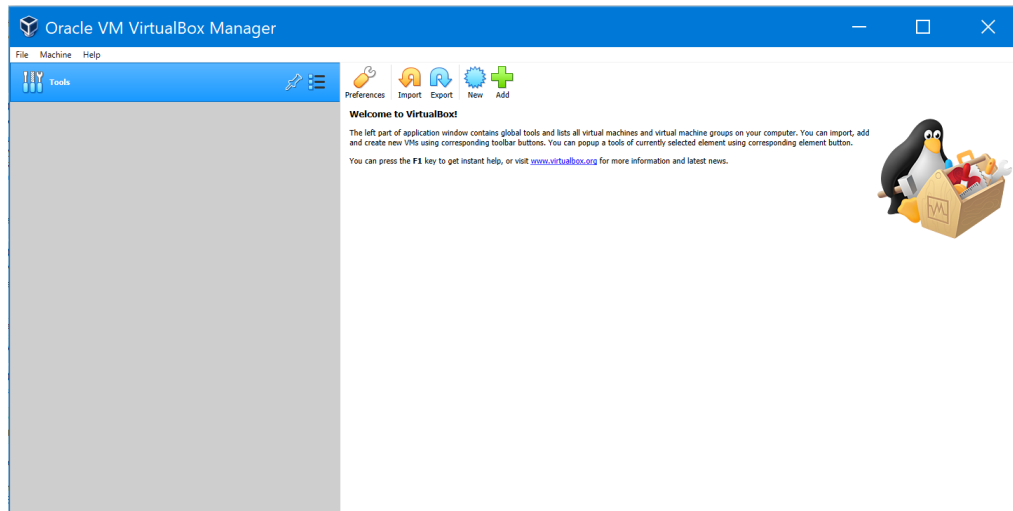 Oracle VM VirtualBox Manager
File Machine Help
Tools
Preferences Import Export New Add
Welcome to VirtualBox!
The left part of application window contains global tools and lists all virtual machines and virtual machine groups on your computer. You can import, add
and create new VMs using corresponding toolbar buttons. You can popup a tools of currently selected element using corresponding element button.
You can press the F1 key to get instant help, or visit www.virtualbox.org for more information and latest news.
VM